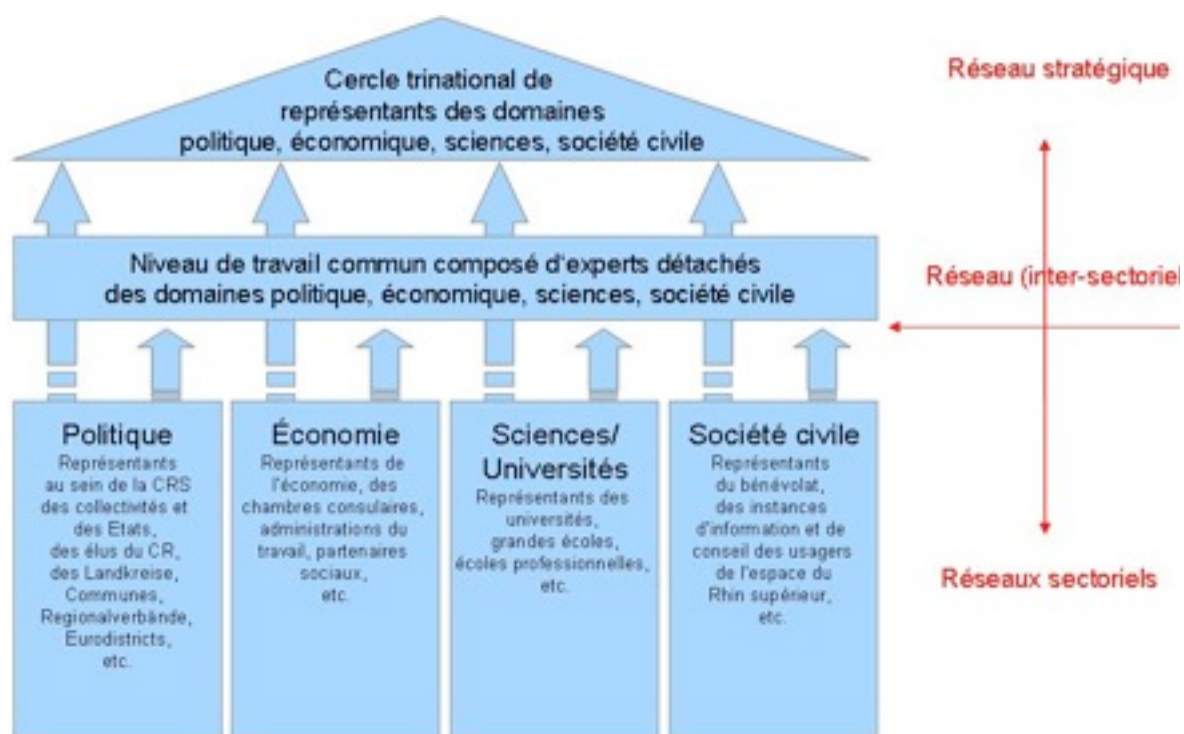 Cercle trinational de
représentants des domaines
politique, économique, sciences, société civile
Réseau stratégique
Niveau de travail commun composé d'experts détachés
des domaines politique, économique, sciences, société civile
Réseau (inter-sectoriel
Politique
Représentants
au sein de la CRS
des collectivités et
des Etats,
des élus du CR,
des Landkreise,
Communes,
Regionalverbände,
Eurodistricts,
etc.
Économie
Représentants de
l'économie, des
chambres consulaires,
administrations du
travail, partenaires
sociaux,
etc.
Sciences/
Universités
Représentants des
universités,
grandes écoles,
écoles professionnelles,
etc.
Société civile
Représentants
du bénévolat,
des instances
d'information et de
conseil des usagers
de l'espace du
Rhin supérieur,
etc.
Réseaux sectoriels